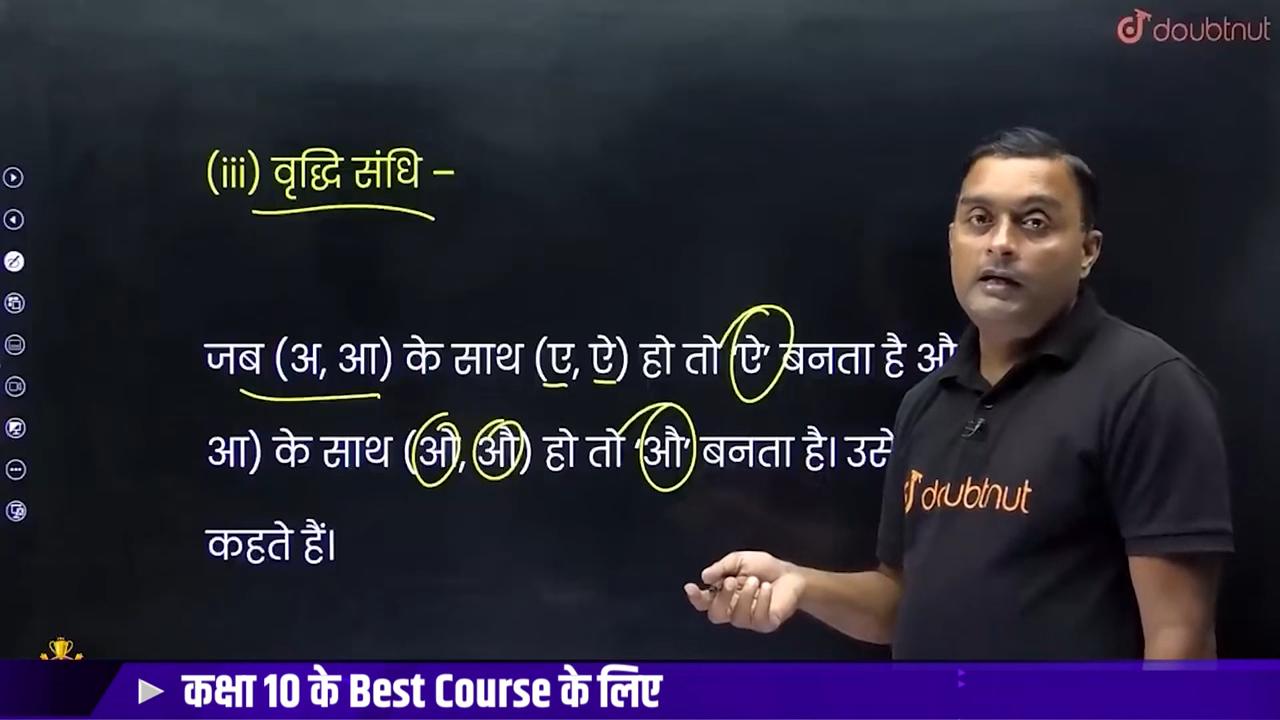 doubtnut
(iii) वृद्धि संधि –
जब (अ, आ) के साथ (ए, ऐ) हो तो 'ऐ' बनता है
आ) के साथ (ओ, औ) हो तो 'औ' बनता है। उसे
कहते हैं।
doubtnut
कक्षा 10 के Best Course के लिए